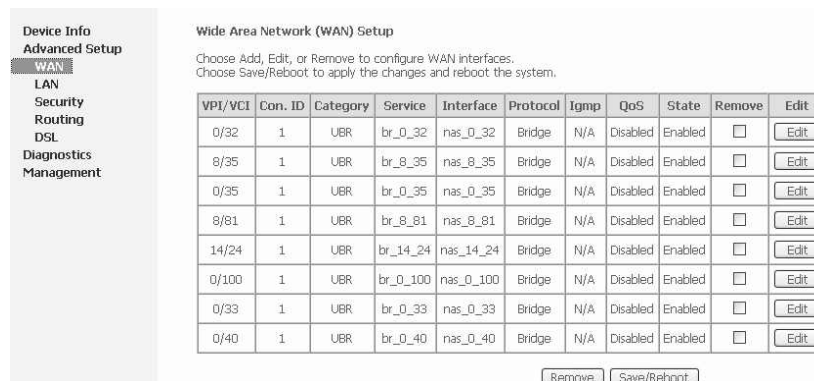 Device Info
Advanced Setup
WAN
LAN
Security
Routing
DSL
Diagnostics
Management
Wide Area Network (WAN) Setup
Choose Add, Edit, or Remove to configure WAN interfaces.
Choose Save/Reboot to apply the changes and reboot the system.
VPI/VCI Con. ID Category Service Interface Protocol Igmp QoS State Remove Edit
0/32 1 UBR br_0_32 nas_0_32 Bridge N/A Disabled Enabled Edit
8/35 1 UBR br_8_35 nas_8_35 Bridge N/A Disabled Enabled Edit
0/35 1 UBR br_0_35 nas_0_35 Bridge N/A Disabled Enabled Edit
8/81 1 UBR br_8_81 nas_8_81 Bridge N/A Disabled Enabled Edit
14/24 1 UBR br_14_24 nas_14_24 Bridge N/A Disabled Enabled Edit
0/100 1 UBR br_0_100 nas_0_100 Bridge N/A Disabled Enabled Edit
0/33 1 UBR br_0_33 nas_0_33 Bridge N/A Disabled Enabled Edit
0/40 1 UBR br_0_40 nas_0_40 Bridge N/A Disabled Enabled Edit
Remove Save/Reboot